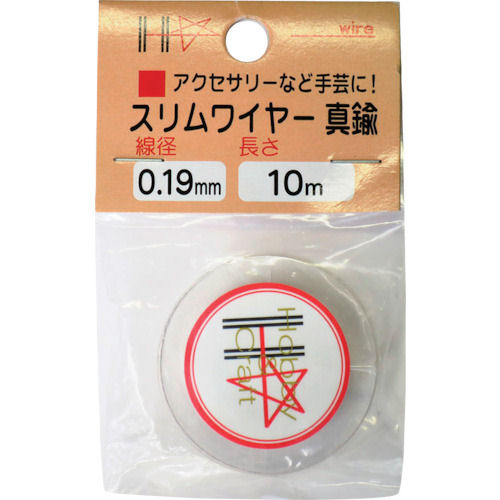 wire
アクセサリーなど手芸に!
スリムワイヤー 真鍮
線径 長さ
0.19mm 10m
Hobby
Craft